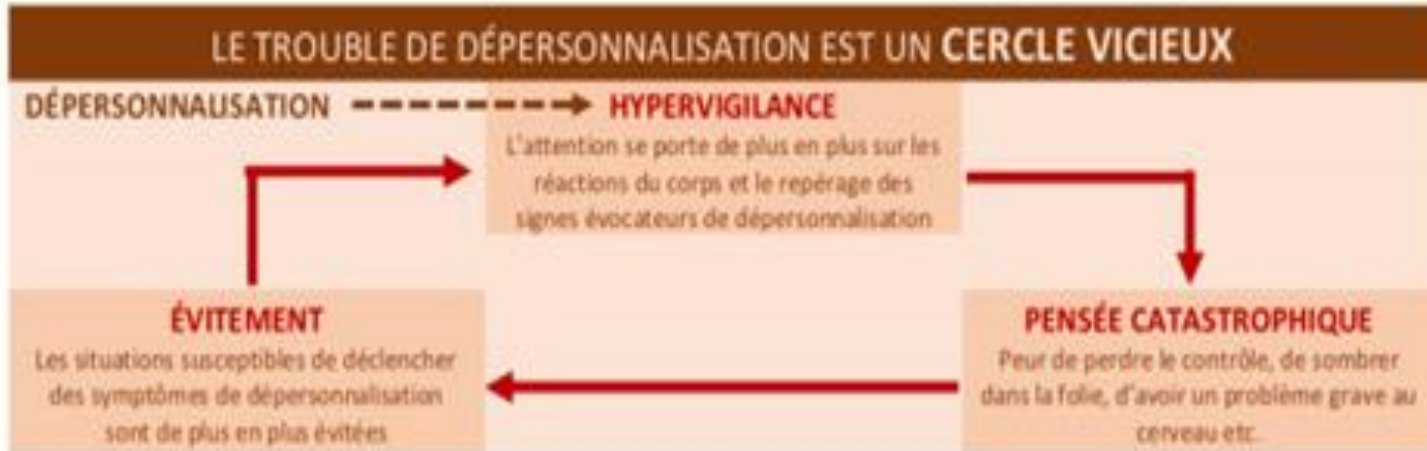 LE TROUBLE DE DÉPERSONNALISATION EST UN CERCLE VICIEUX
DÉPERSONNALISATION
HYPERVIGILANCE
L'attention se porte de plus en plus sur les
réactions du corps et le repérage des
signes évocateurs de dépersonnalisation
ÉVITEMENT
Les situations susceptibles de déclencher
des symptômes de dépersonnalisation
sont de plus en plus évitées
PENSÉE CATASTROPHIQUE
Peur de perdre le contrôle, de sombrer
dans la folie, d'avoir un problème grave au
cerveau etc.